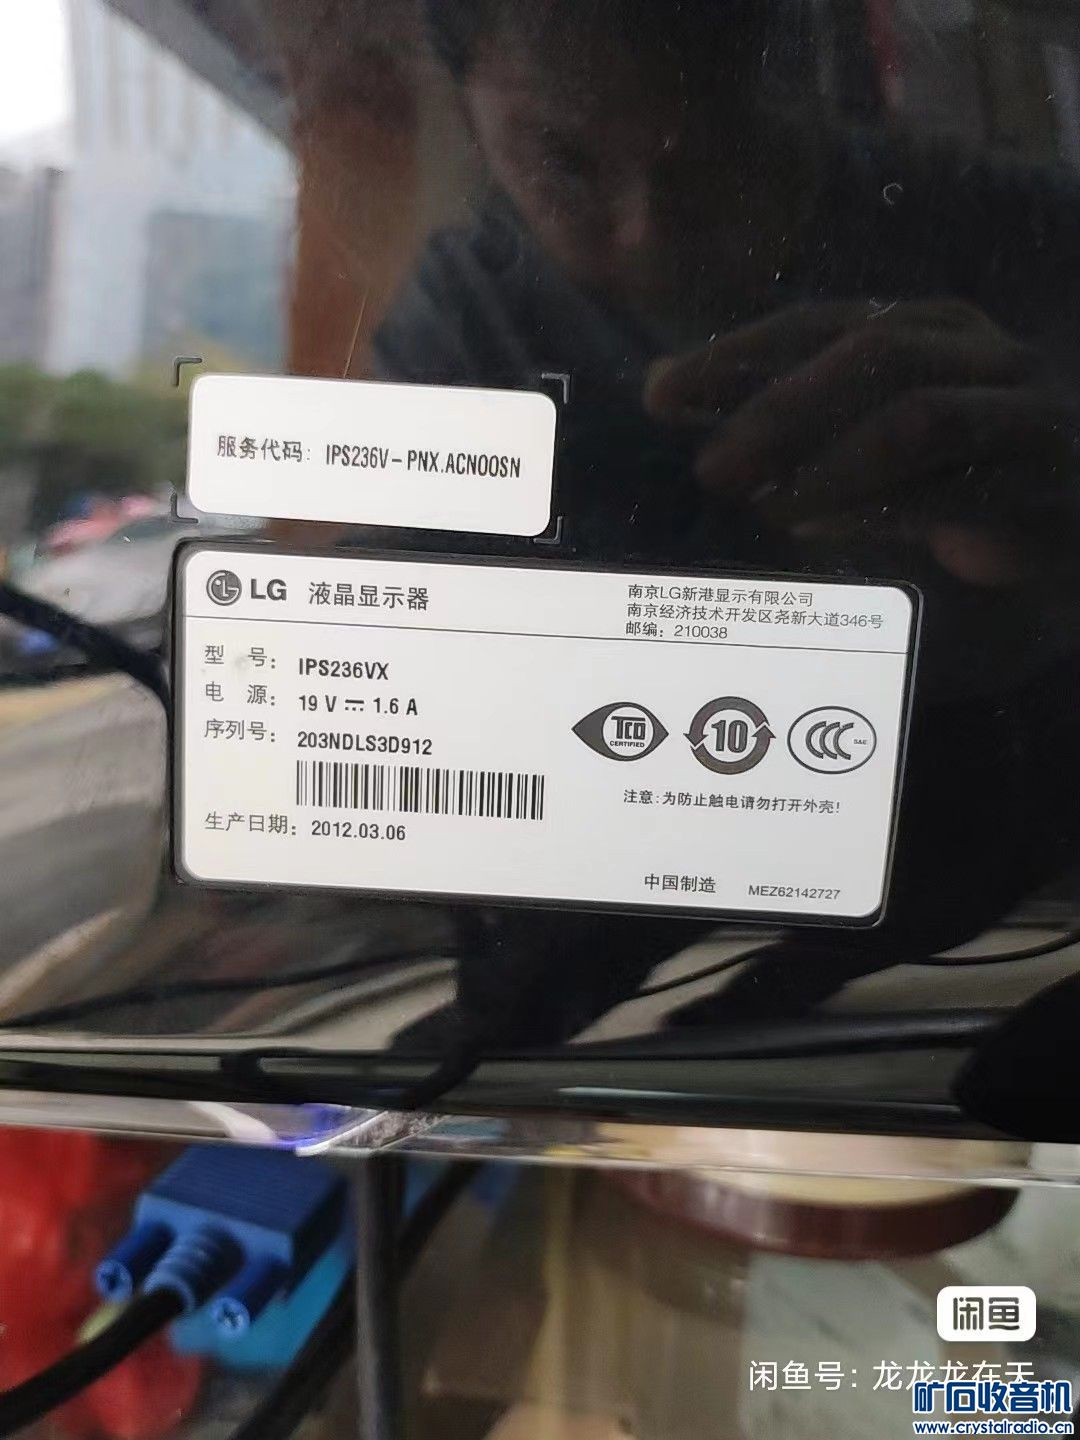 服务代码: IPS236V-PNX.ACNOOSN
LG 液晶显示器
南京LG新港显示有限公司
南京经济技术开发区尧新大道346号
邮编: 210038
型 号: IPS236VX
电 源: 19 V ⎓ 1.6 A
序列号: 203NDLS3D912
生产日期: 2012.03.06
TCO
CERTIFIED
10
CCC S&E
注意:为防止触电请勿打开外壳!
中国制造 MEZ62142727
闲鱼
闲鱼号: 龙龙龙在天
矿石收音机
www.crystalradio.cn